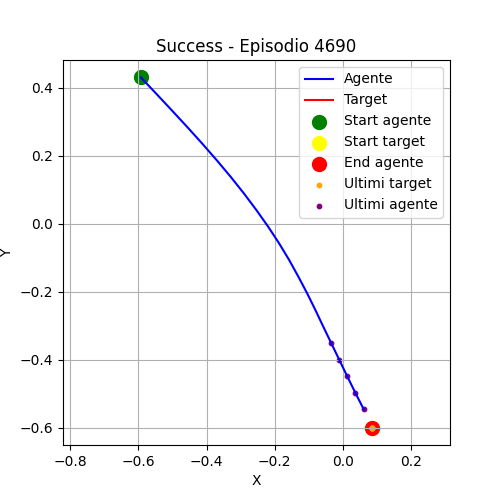 Success - Episodio 4690
Agente
Target
Start agente
Start target
End agente
Ultimi target
Ultimi agente
0.4
0.2
0.0
−0.2
−0.4
−0.6
Y
−0.8
−0.6
−0.4
−0.2
0.0
0.2
X